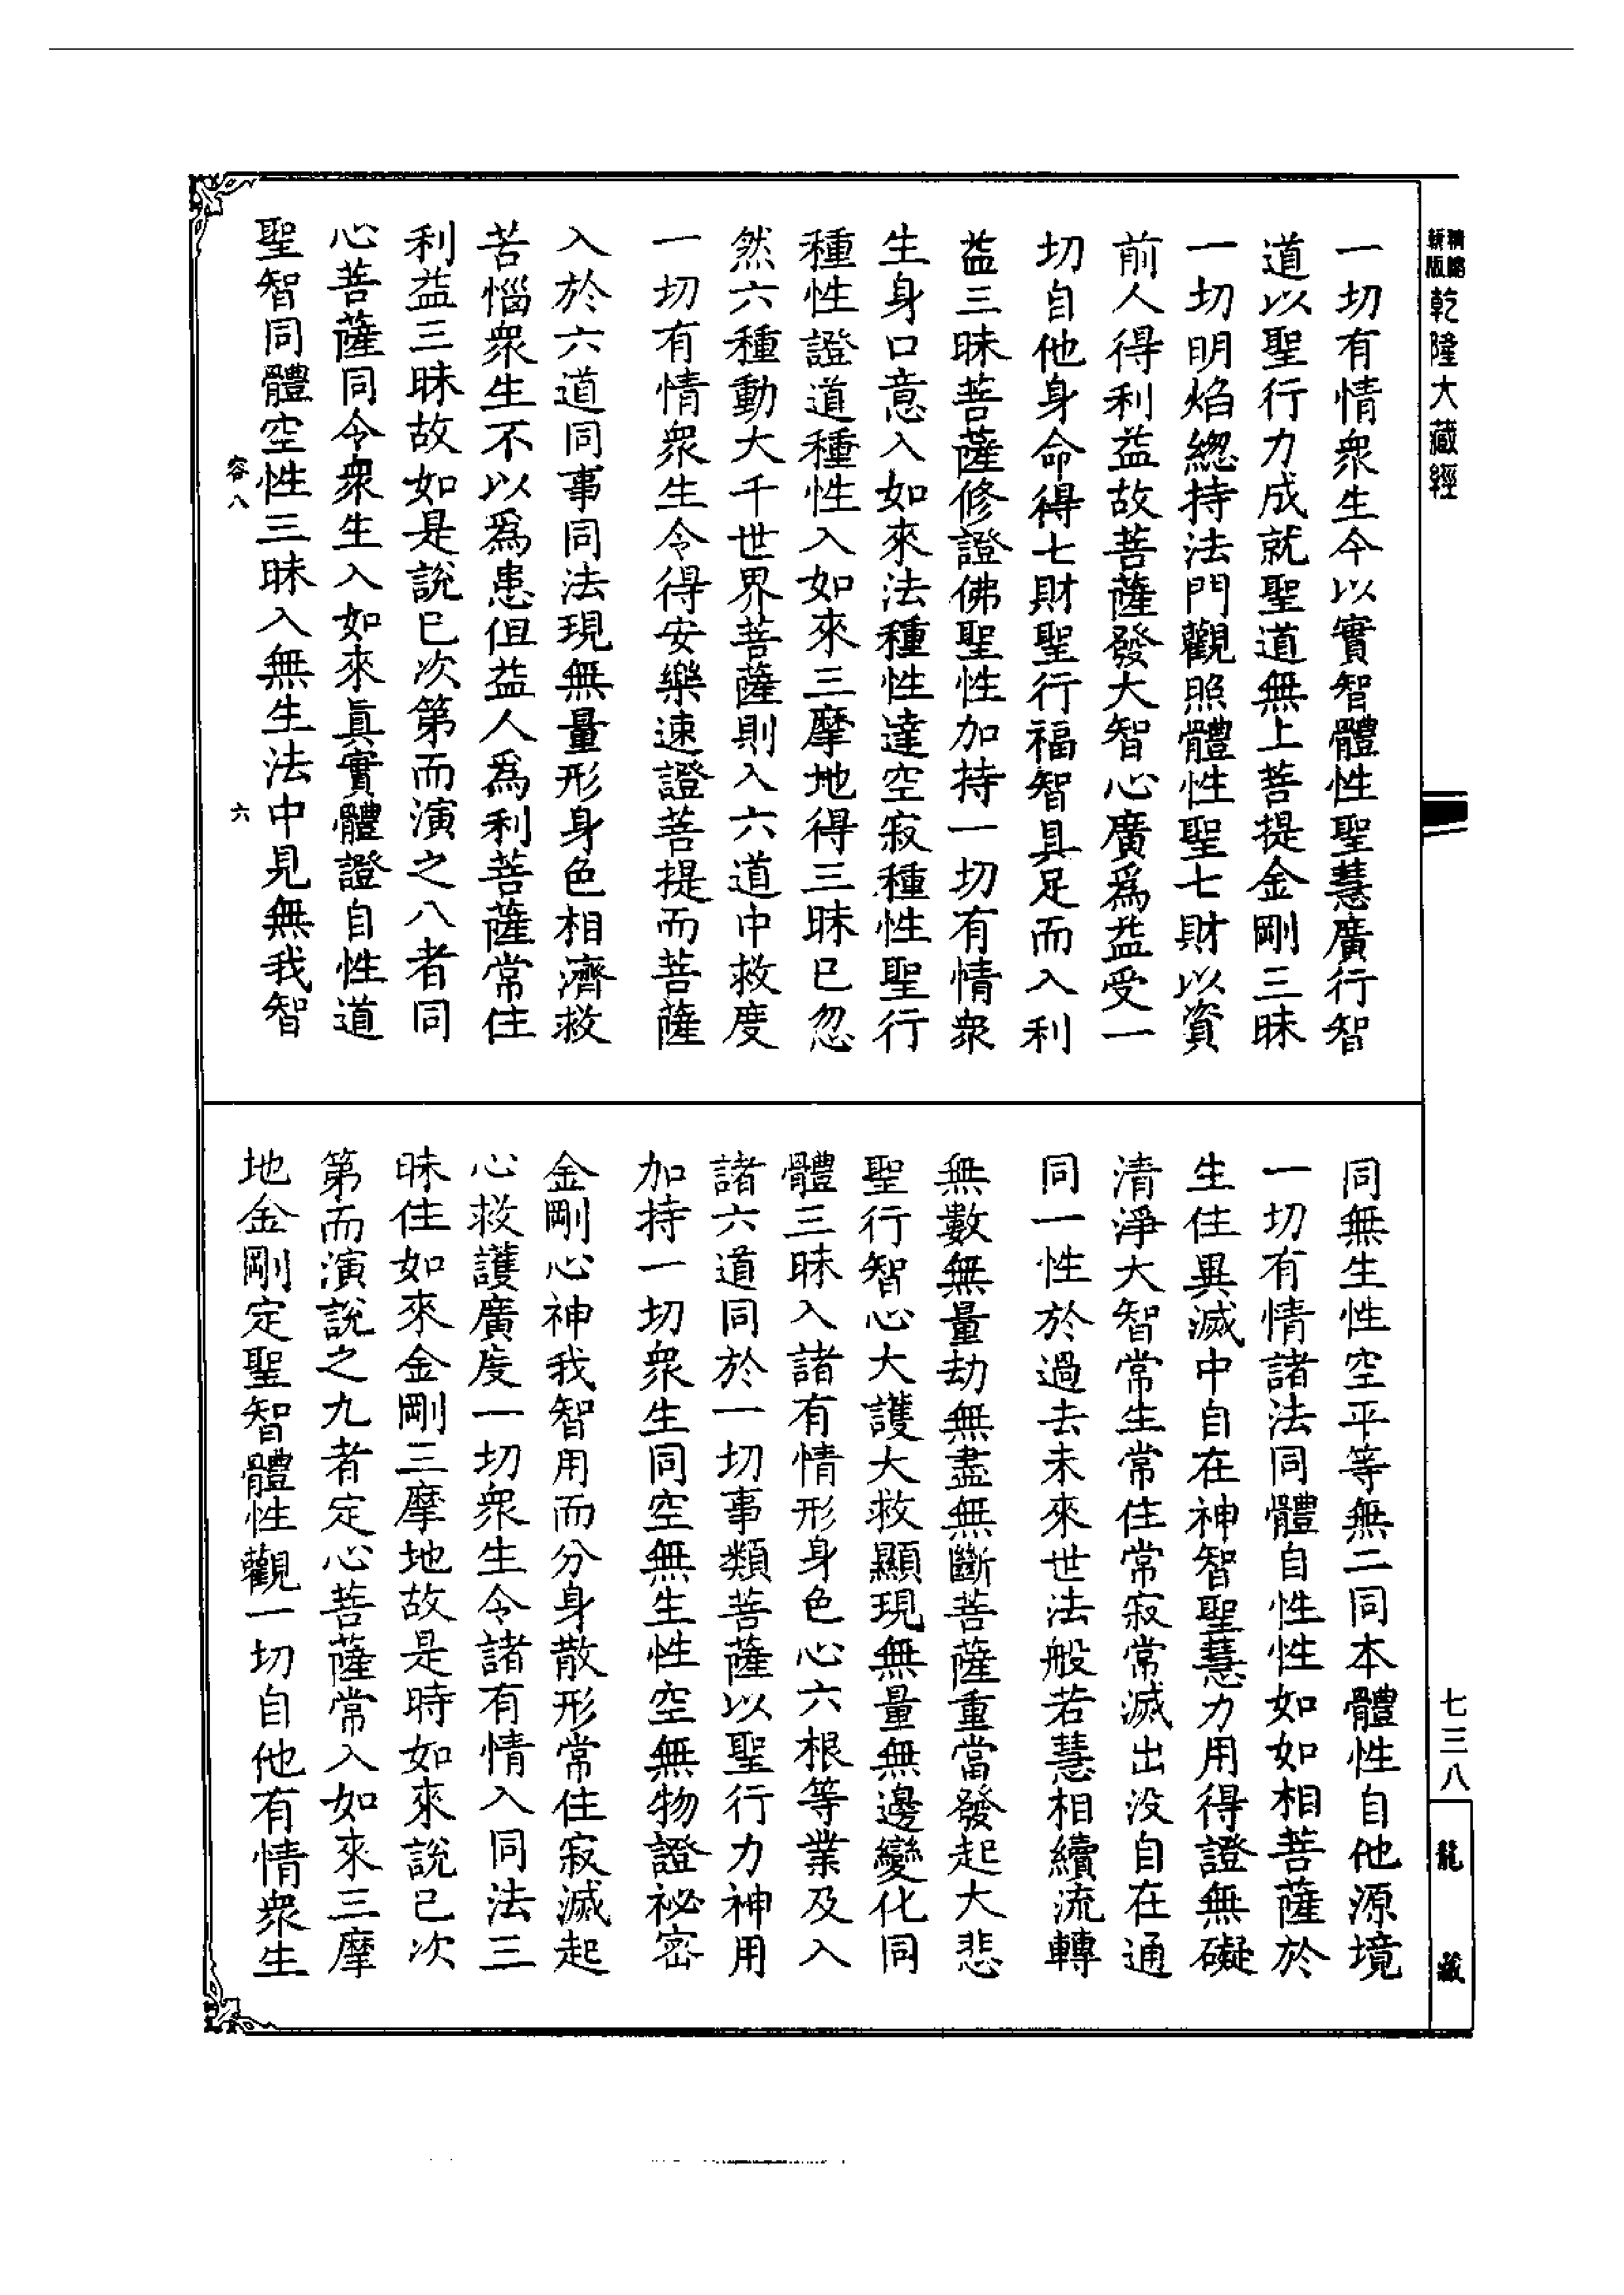 精縮
新版
乾隆大藏經
一切有情衆生今以實智體性聖慧廣行智
道以聖行力成就聖道無上菩提金剛三昧
一切明焰緫持法門觀照體性聖七財以資
前人得利益故菩薩發大智心廣爲益受一
切自他身命得七財聖行福智具足而入利
益三昧菩薩修證佛聖性加持一切有情衆
生身口意入如來法種性達空寂種性聖行
種性證道種性入如來三摩地得三昧已忽
然六種動大千世界菩薩則入六道中救度
一切有情衆生令得安樂速證菩提而菩薩
入於六道同事同法現無量形身色相濟救
苦惱衆生不以爲患但益人爲利菩薩常住
利益三昧故如是說已次第而演之八者同
心菩薩同令衆生入如來眞實體證自性道
聖智同體空性三昧入無生法中見無我智
容八
六
同無生性空平等無二同本體性自他源境
一切有情諸法同體自性性如如相菩薩於
生住異滅中自在神智聖慧力用得證無礙
清淨大智常生常住常寂常滅出没自在通
同一性於過去未來世法般若慧相續流轉
無數無量劫無盡無斷菩薩重當發起大悲
聖行智心大護大救顯現無量無邊變化同
體三昧入諸有情形身色心六根等業及入
諸六道同於一切事類菩薩以聖行力神用
加持一切衆生同空無生性空無物證祕密
金剛心神我智用而分身散形常住寂滅起
心救護廣度一切衆生令諸有情入同法三
昧住如來金剛三摩地故是時如來說已次
第而演說之九者定心菩薩常入如來三摩
地金剛定聖智體性觀一切自他有情衆生
七三八
龍藏